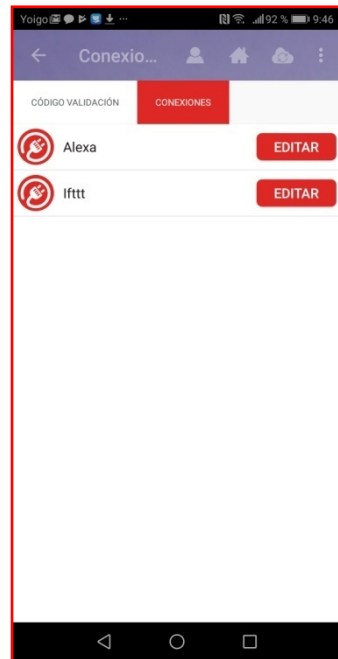 Yoigo ... 92 % 9:46
Conexio...
CÓDIGO VALIDACIÓN CONEXIONES
Alexa EDITAR
Ifttt EDITAR